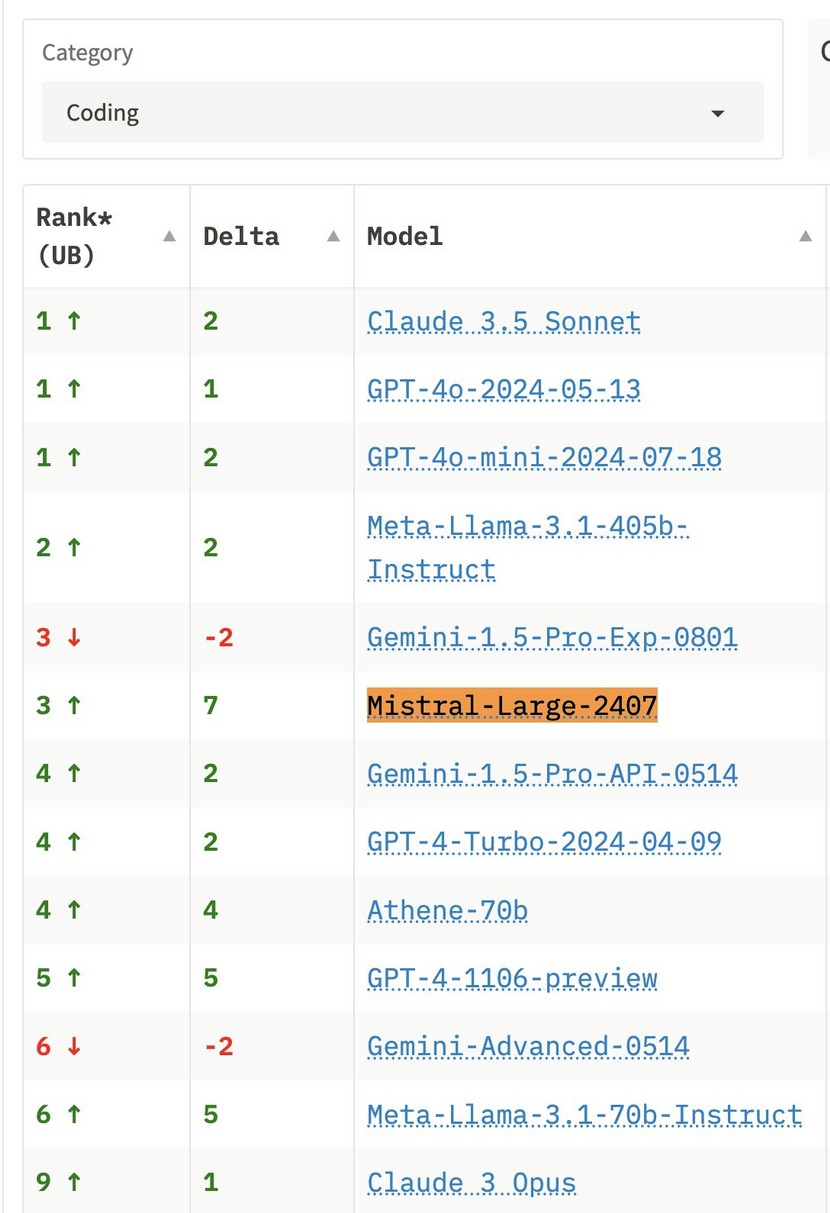 Category
Coding
Rank* (UB) ▲ Delta ▲ Model ▲
1 ↑ 2 Claude 3.5 Sonnet
1 ↑ 1 GPT-4o-2024-05-13
1 ↑ 2 GPT-4o-mini-2024-07-18
2 ↑ 2 Meta-Llama-3.1-405b-
Instruct
3 ↓ -2 Gemini-1.5-Pro-Exp-0801
3 ↑ 7 Mistral-Large-2407
4 ↑ 2 Gemini-1.5-Pro-API-0514
4 ↑ 2 GPT-4-Turbo-2024-04-09
4 ↑ 4 Athene-70b
5 ↑ 5 GPT-4-1106-preview
6 ↓ -2 Gemini-Advanced-0514
6 ↑ 5 Meta-Llama-3.1-70b-Instruct
9 ↑ 1 Claude 3 Opus